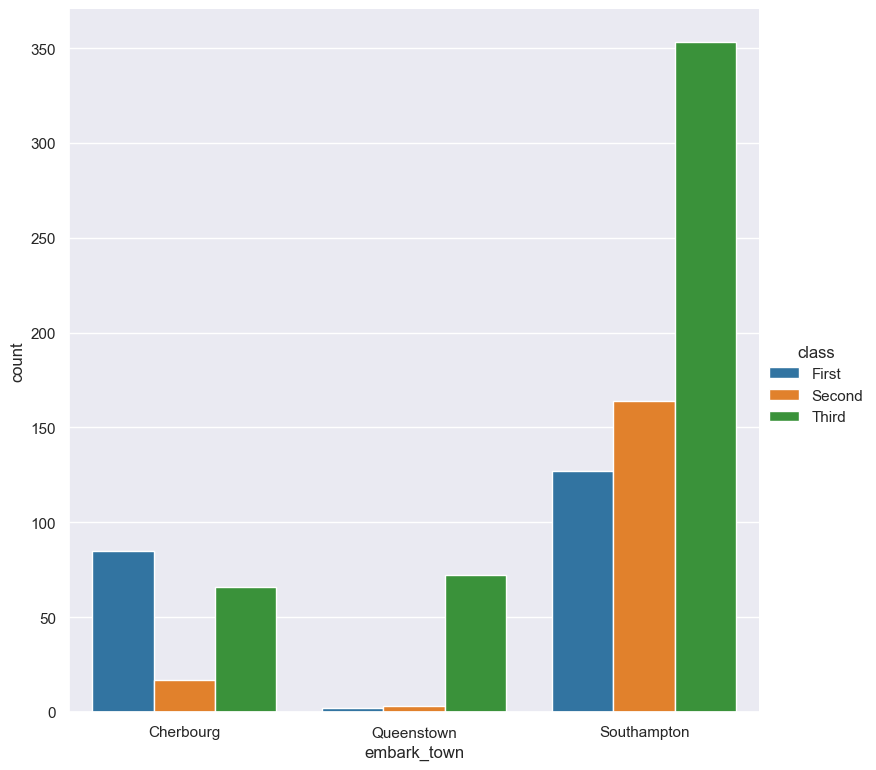 350
300
250
200
150
100
50
0
count
Cherbourg
Queenstown
Southampton
embark_town
class
First
Second
Third